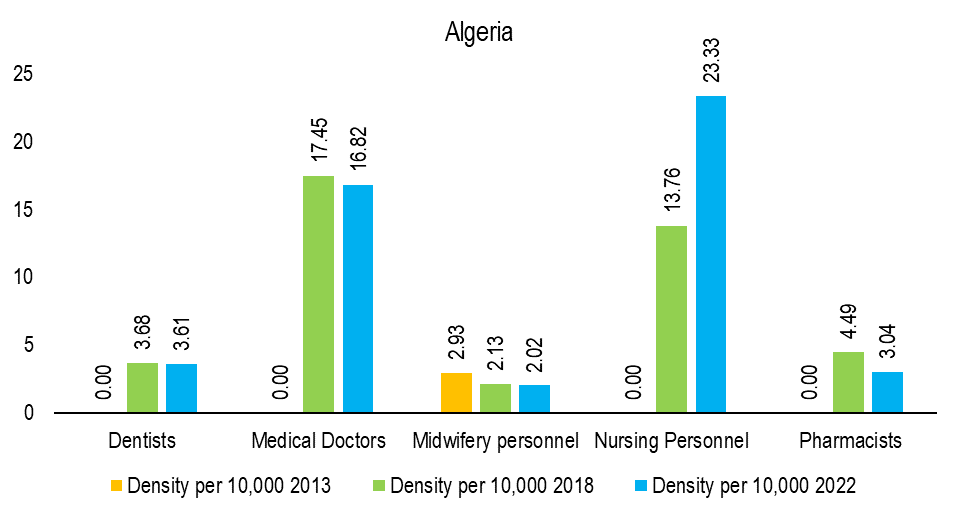 Algeria
25
20
15
10
5
0
0.00
3.68
3.61
0.00
17.45
16.82
2.93
2.13
2.02
0.00
13.76
23.33
0.00
4.49
3.04
Dentists
Medical Doctors
Midwifery personnel
Nursing Personnel
Pharmacists
Density per 10,000 2013
Density per 10,000 2018
Density per 10,000 2022